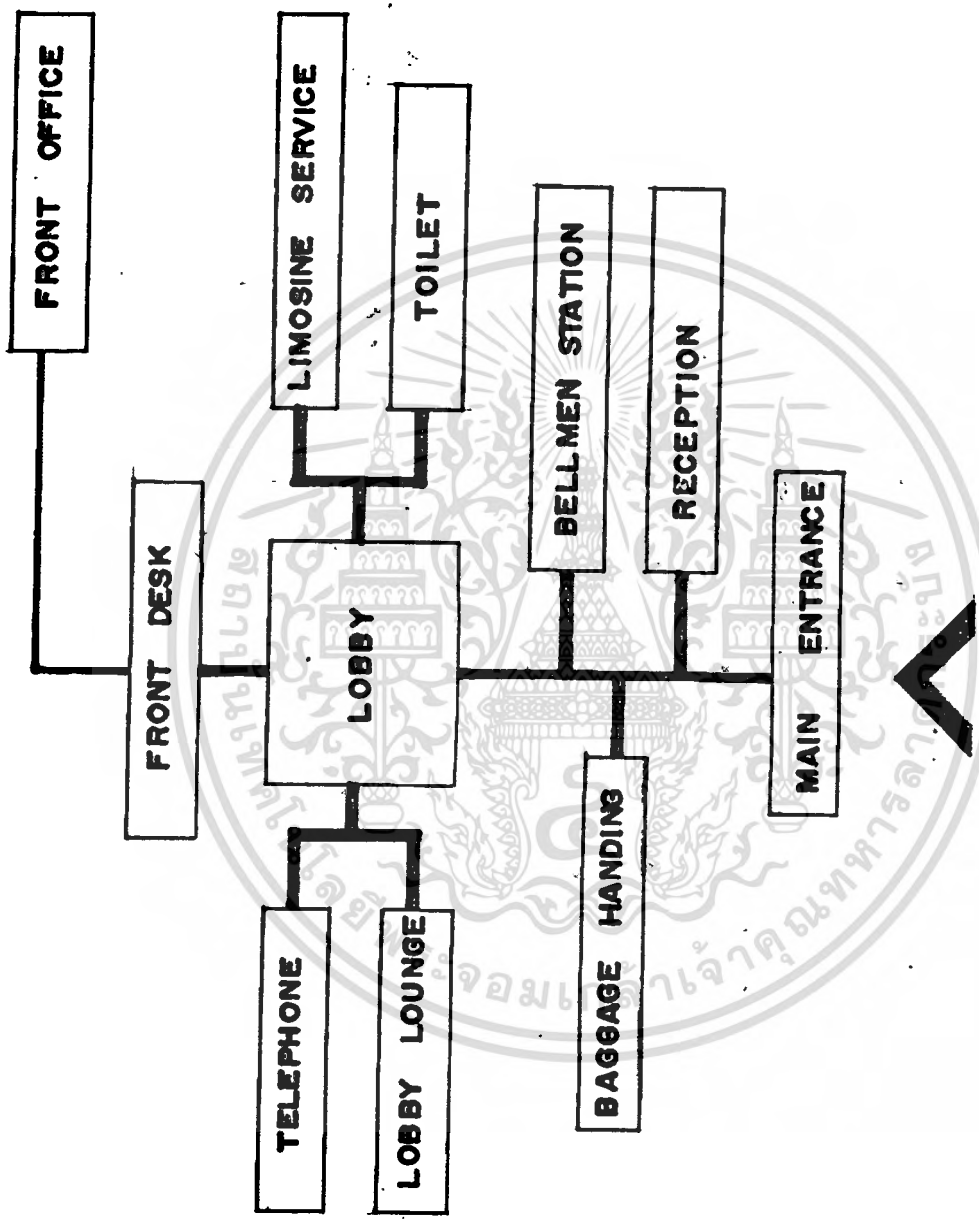 FRONT OFFICE
FRONT DESK
LIMOSINE SERVICE
TOILET
LOBBY
TELEPHONE
LOBBY LOUNGE
BELLMEN STATION
RECEPTION
BAGGAGE HANDING
MAIN ENTRANCE